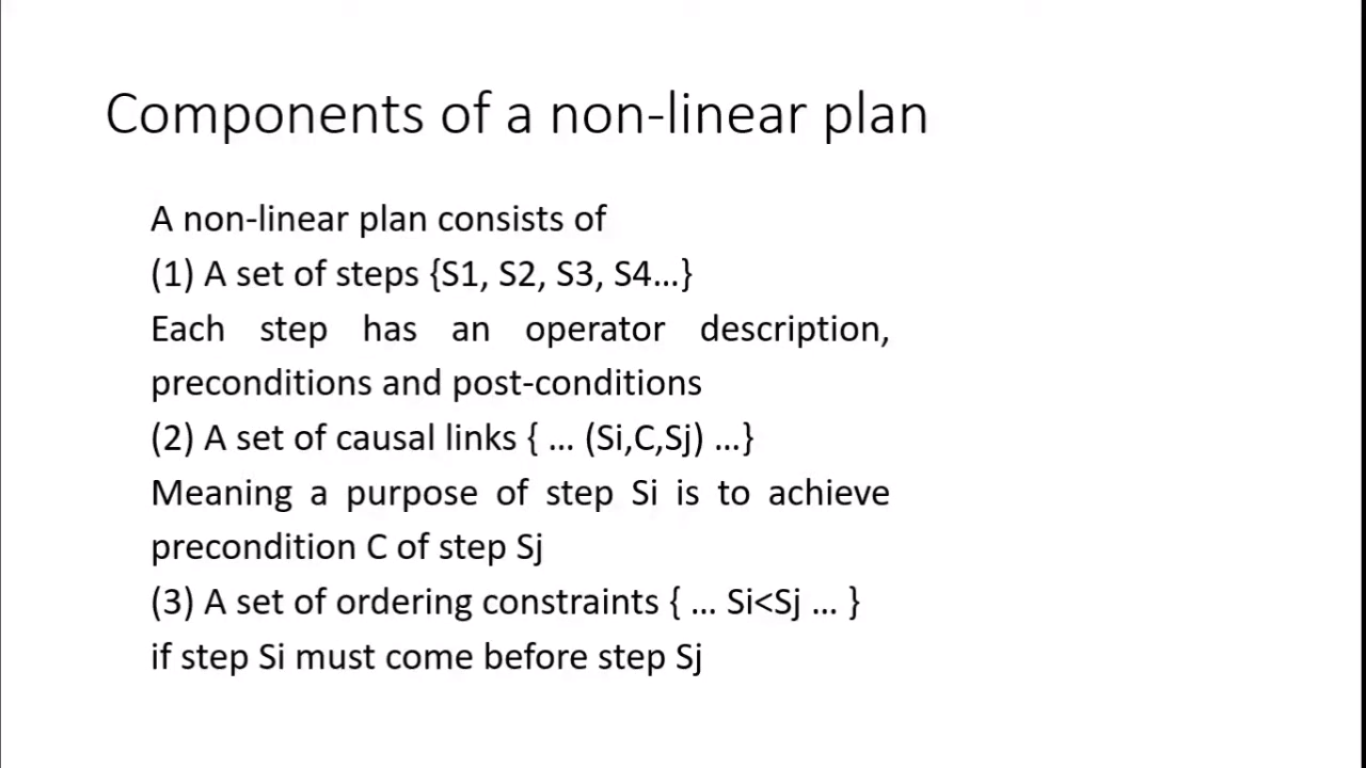 Components of a non-linear plan
A non-linear plan consists of
(1) A set of steps {S1, S2, S3, S4…}
Each step has an operator description,
preconditions and post-conditions
(2) A set of causal links { … (Si,C,Sj) …}
Meaning a purpose of step Si is to achieve
precondition C of step Sj
(3) A set of ordering constraints { … Si<Sj … }
if step Si must come before step Sj